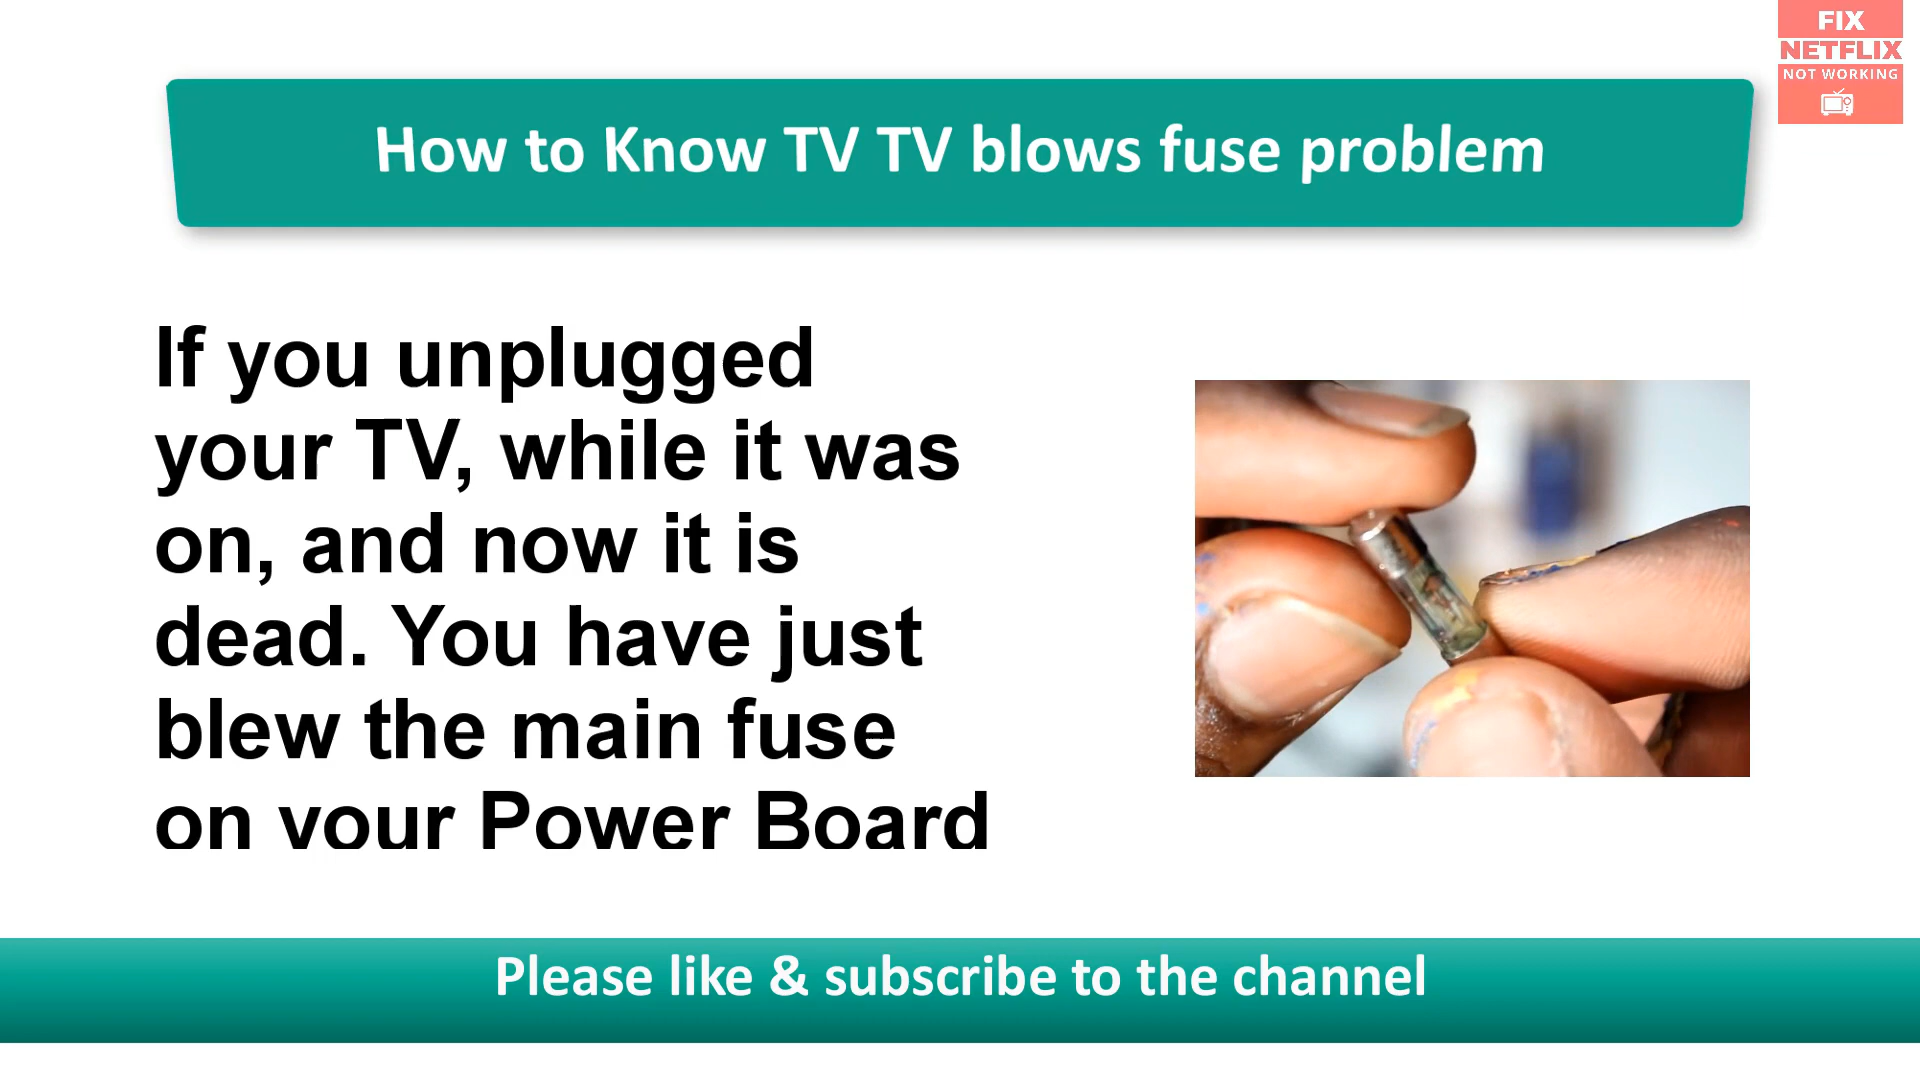 FIX
NETFLIX
NOT WORKING
How to Know TV TV blows fuse problem
If you unplugged
your TV, while it was
on, and now it is
dead. You have just
blew the main fuse
on your Power Board
Please like & subscribe to the channel